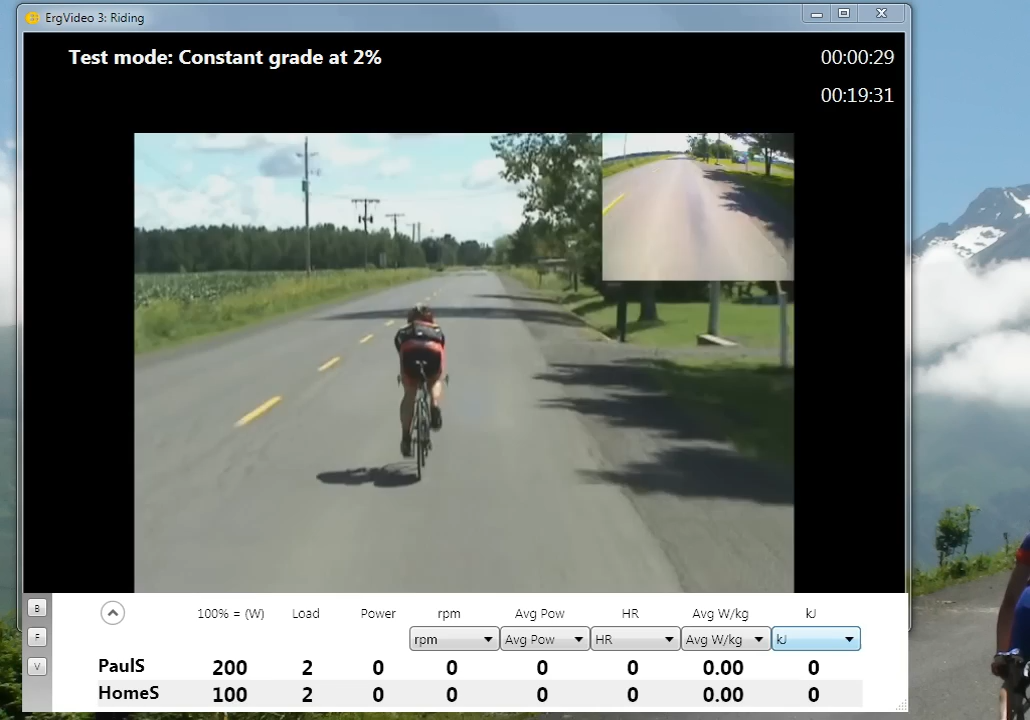 ErgVideo 3: Riding
Test mode: Constant grade at 2%
00:00:29
00:19:31
B
F
V
100% = (W) Load Power rpm Avg Pow HR Avg W/kg kJ
rpm Avg Pow HR Avg W/kg kJ
PaulS 200 2 0 0 0 0 0.00 0
HomeS 100 2 0 0 0 0 0.00 0